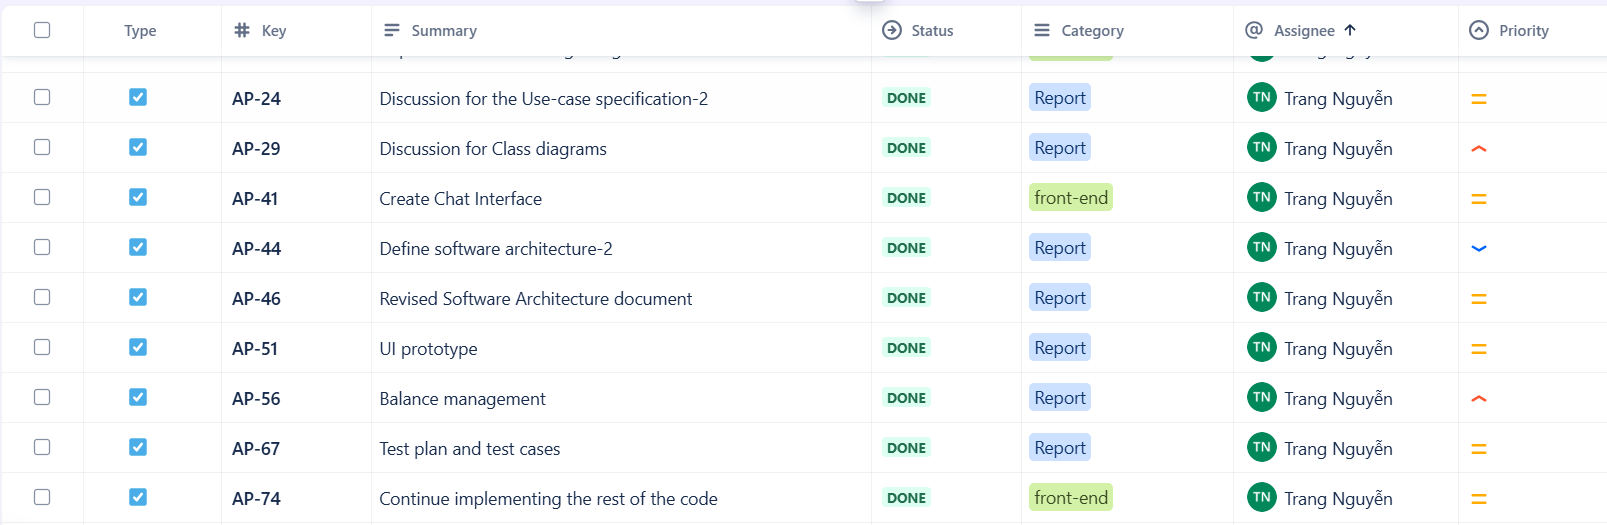 Type Key Summary Status Category Assignee Priority
AP-24 Discussion for the Use-case specification-2 DONE Report TN Trang Nguyễn
AP-29 Discussion for Class diagrams DONE Report TN Trang Nguyễn
AP-41 Create Chat Interface DONE front-end TN Trang Nguyễn
AP-44 Define software architecture-2 DONE Report TN Trang Nguyễn
AP-46 Revised Software Architecture document DONE Report TN Trang Nguyễn
AP-51 UI prototype DONE Report TN Trang Nguyễn
AP-56 Balance management DONE Report TN Trang Nguyễn
AP-67 Test plan and test cases DONE Report TN Trang Nguyễn
AP-74 Continue implementing the rest of the code DONE front-end TN Trang Nguyễn